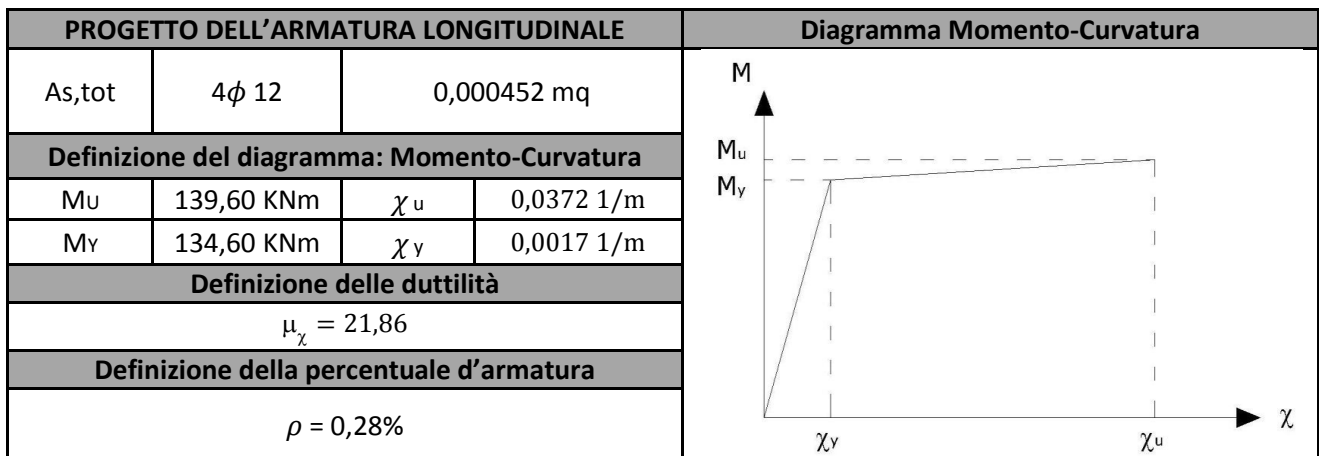 PROGETTO DELL’ARMATURA LONGITUDINALE
Diagramma Momento-Curvatura
As,tot 4ϕ 12 0,000452 mq
Definizione del diagramma: Momento-Curvatura
MU 139,60 KNm χ u 0,0372 1/m
MY 134,60 KNm χ y 0,0017 1/m
Definizione delle duttilità
μχ = 21,86
Definizione della percentuale d’armatura
ρ = 0,28%
M
Mu
My
χy
χu
χ